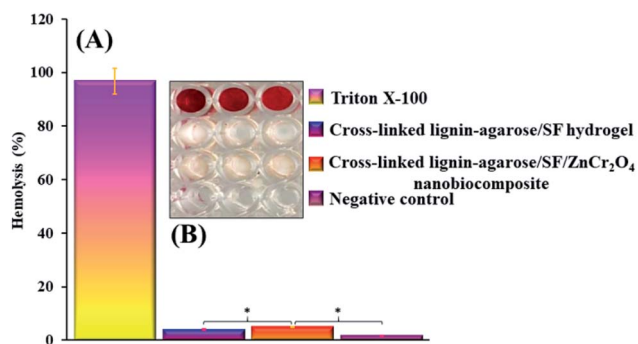 120
100
80
60
40
20
0
Hemolysis (%)
(A)
(B)
Triton X-100
Cross-linked lignin-agarose/SF hydrogel
Cross-linked lignin-agarose/SF/ZnCr₂O₄
nanobiocomposite
Negative control
*
*